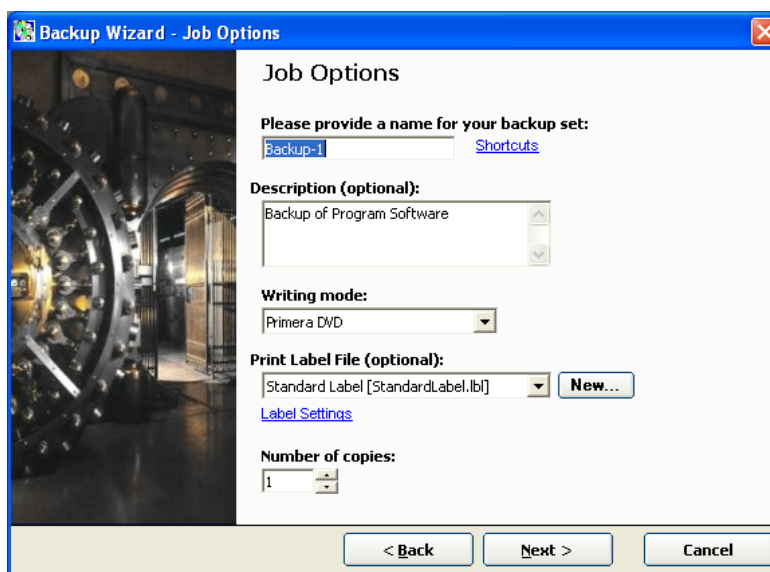 Backup Wizard - Job Options
Job Options
Please provide a name for your backup set:
Backup-1 Shortcuts
Description (optional):
Backup of Program Software
Writing mode:
Primera DVD
Print Label File (optional):
Standard Label [StandardLabel.lbl] New...
Label Settings
Number of copies:
1
< Back Next > Cancel